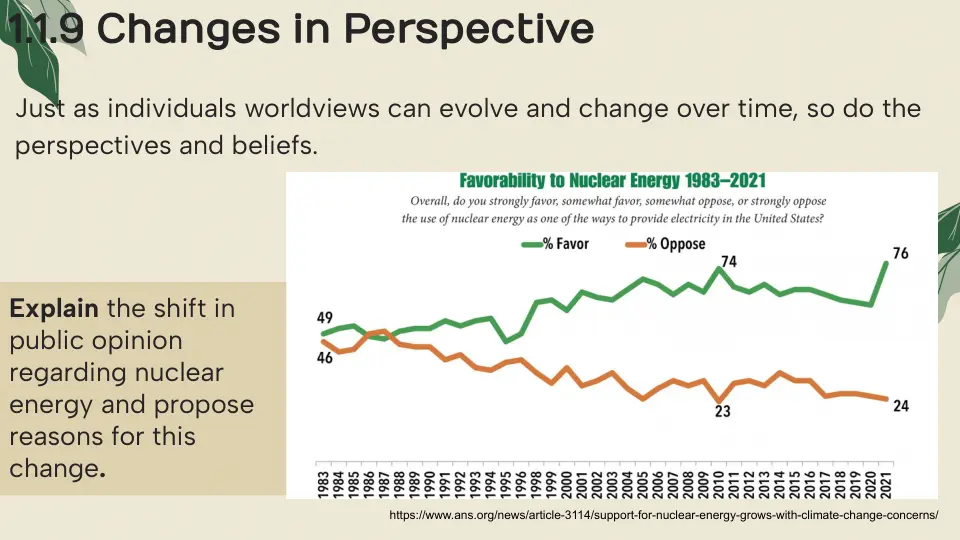 1.1.9 Changes in Perspective
Just as individuals worldviews can evolve and change over time, so do the
perspectives and beliefs.
Favorability to Nuclear Energy 1983–2021
Overall, do you strongly favor, somewhat favor, somewhat oppose, or strongly oppose
the use of nuclear energy as one of the ways to provide electricity in the United States?
% Favor % Oppose
76
74
49
46
23
24
1983 1984 1985 1986 1987 1988 1989 1990 1991 1992 1993 1994 1995 1996 1998 1999 2000 2001 2002 2003 2004 2005 2006 2007 2008 2009 2010 2011 2012 2013 2014 2015 2016 2017 2018 2019 2020 2021
Explain the shift in
public opinion
regarding nuclear
energy and propose
reasons for this
change.
https://www.ans.org/news/article-3114/support-for-nuclear-energy-grows-with-climate-change-concerns/